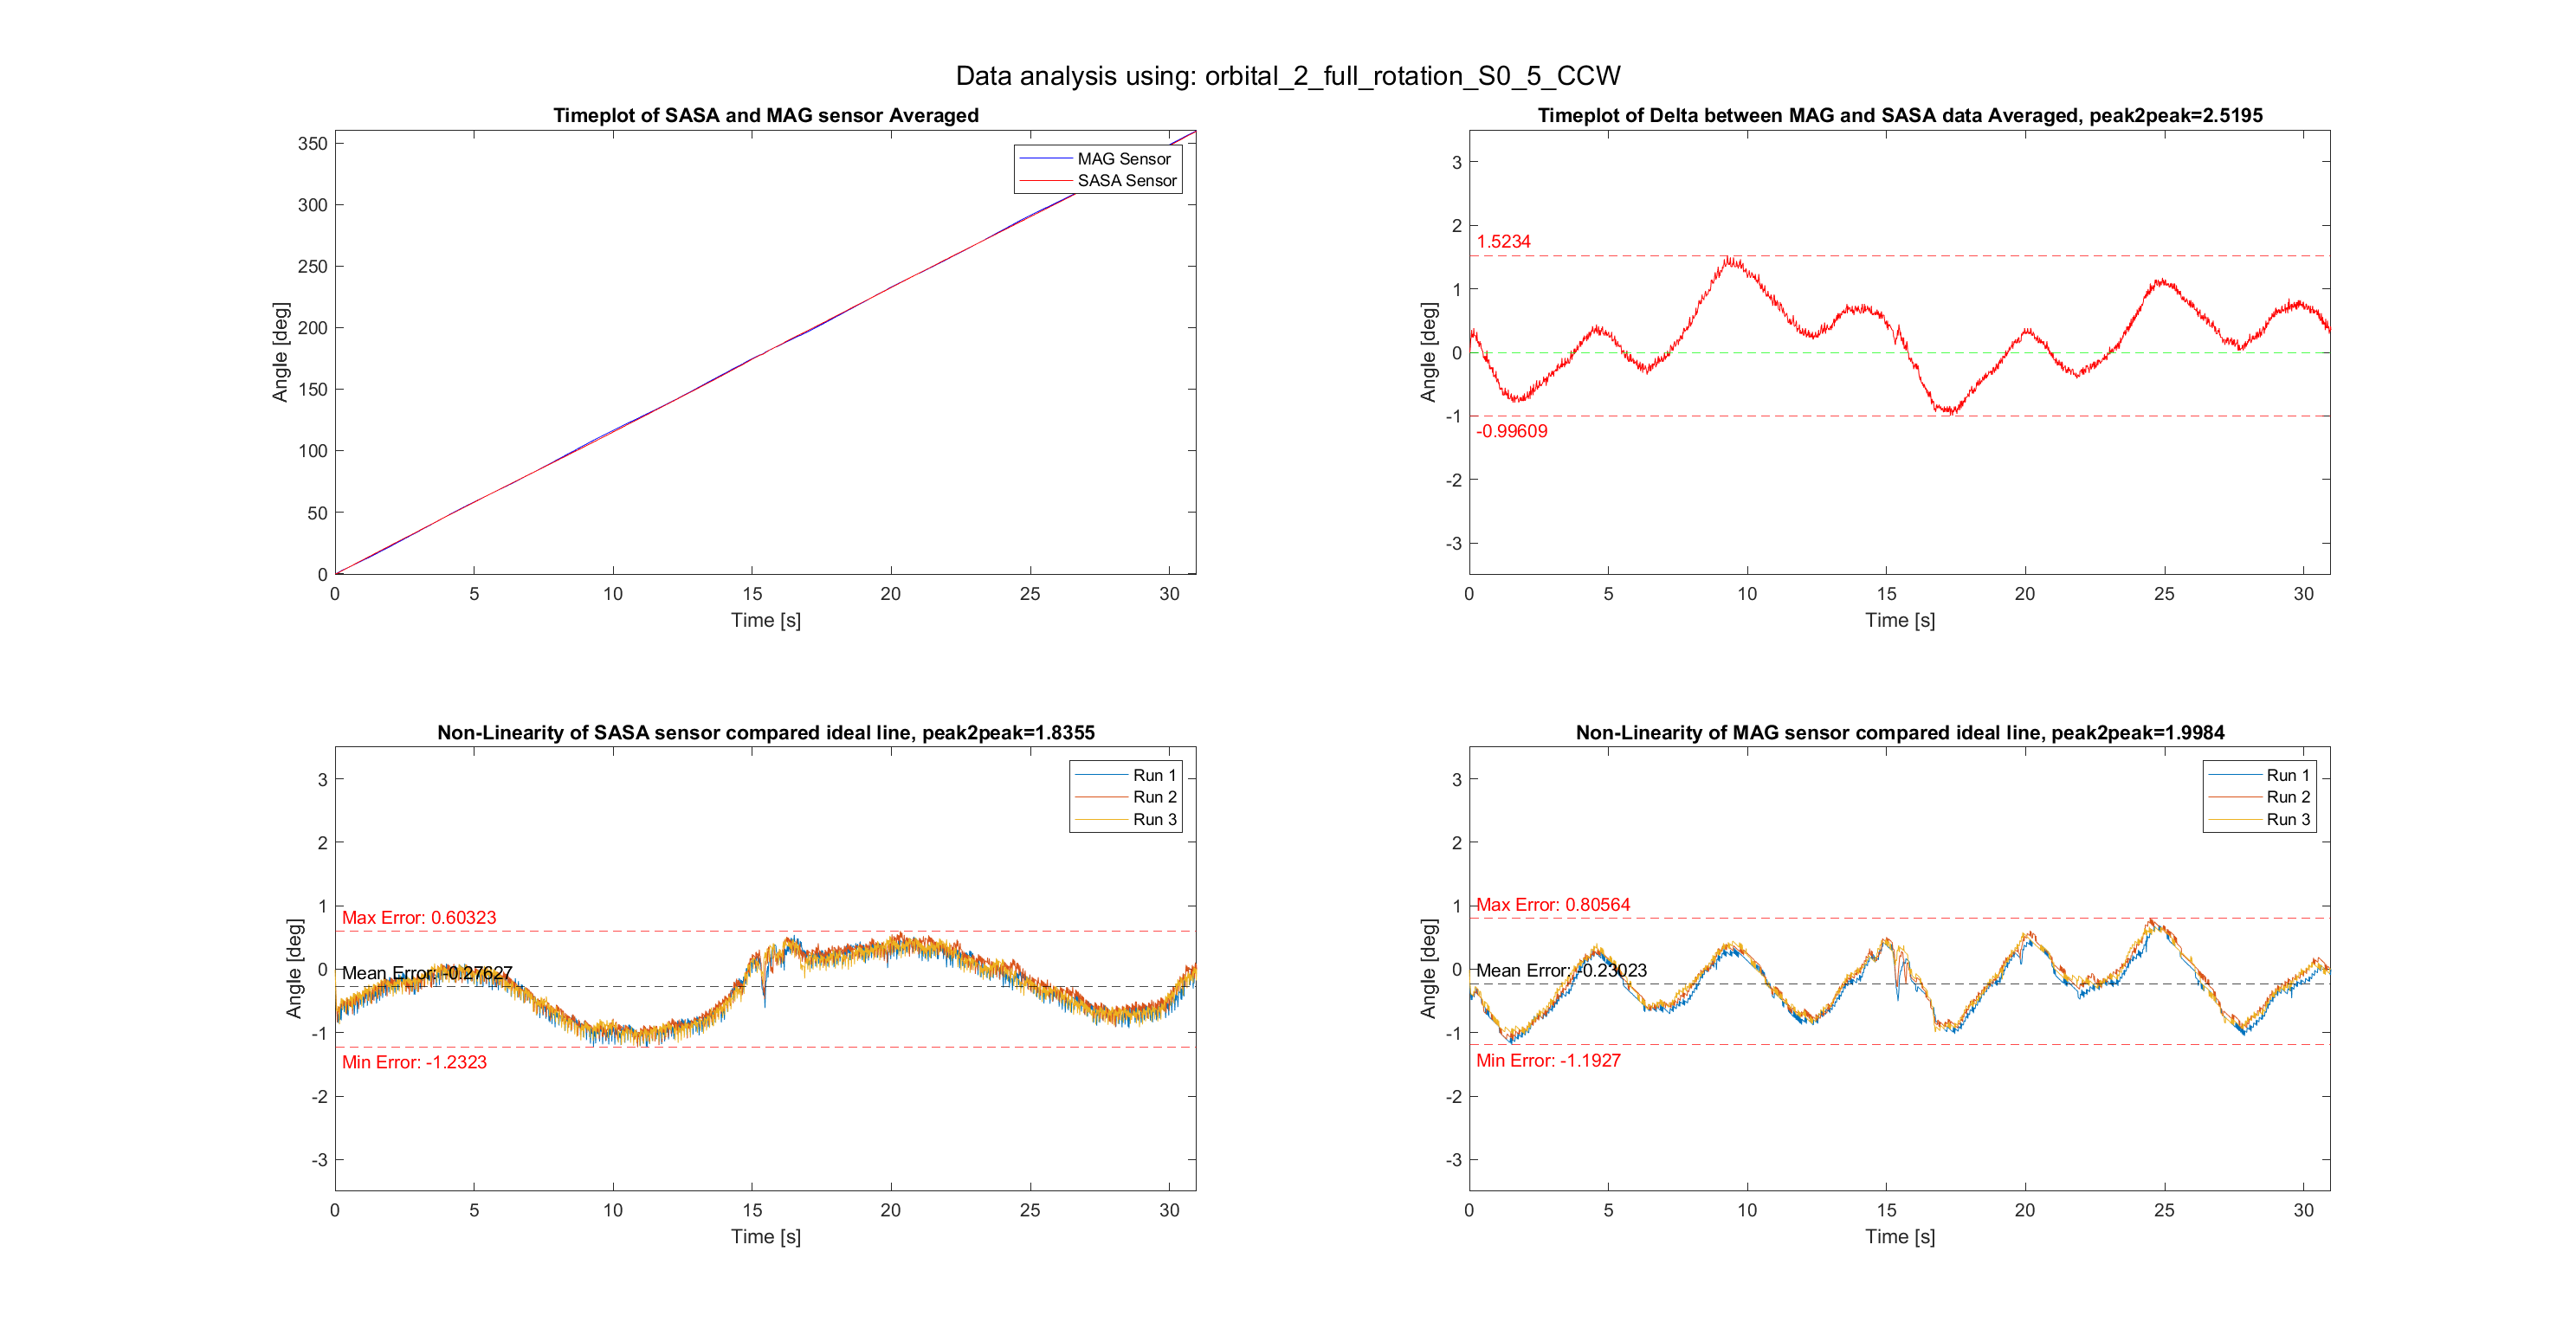 Data analysis using: orbital_2_full_rotation_S0_5_CCW
Timeplot of SASA and MAG sensor Averaged
MAG Sensor
SASA Sensor
350
300
250
200
150
100
50
0
Angle [deg]
0 5 10 15 20 25 30
Time [s]
Timeplot of Delta between MAG and SASA data Averaged, peak2peak=2.5195
3
2
1
0
-1
-2
-3
1.5234
-0.99609
Angle [deg]
0 5 10 15 20 25 30
Time [s]
Non-Linearity of SASA sensor compared ideal line, peak2peak=1.8355
Run 1
Run 2
Run 3
3
2
1
0
-1
-2
-3
Max Error: 0.60323
Mean Error: -0.27627
Min Error: -1.2323
Angle [deg]
0 5 10 15 20 25 30
Time [s]
Non-Linearity of MAG sensor compared ideal line, peak2peak=1.9984
Run 1
Run 2
Run 3
3
2
1
0
-1
-2
-3
Max Error: 0.80564
Mean Error: -0.23023
Min Error: -1.1927
Angle [deg]
0 5 10 15 20 25 30
Time [s]